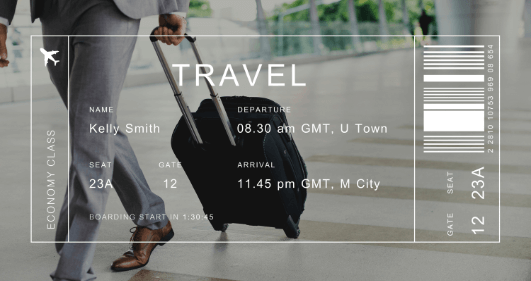 TRAVEL
NAME
Kelly Smith
DEPARTURE
08.30 am GMT, U Town
SEAT
23A
GATE
12
ARRIVAL
11.45 pm GMT, M City
BOARDING START IN 1:30:45
ECONOMY CLASS
SEAT 23A
GATE 12